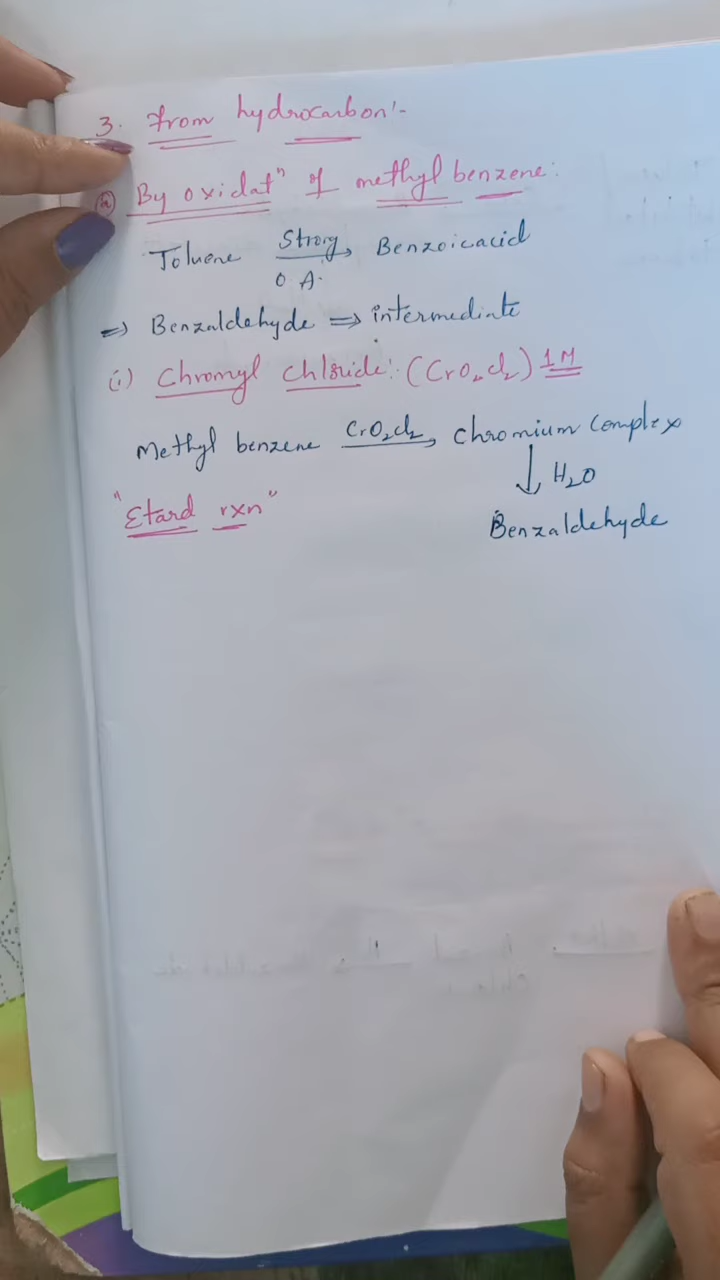 3. From hydrocarbon:-
(a) By oxidatⁿ of methyl benzene:
Toluene Strong O A. Benzoicacid
⇒ Benzaldehyde ⇒ intermediate
(i) Chromyl Chloride: (CrO₂Cl₂) 1M
Methyl benzene CrO₂Cl₂ chromium complex
↓ H₂O
"Etard rxn"
Benzaldehyde